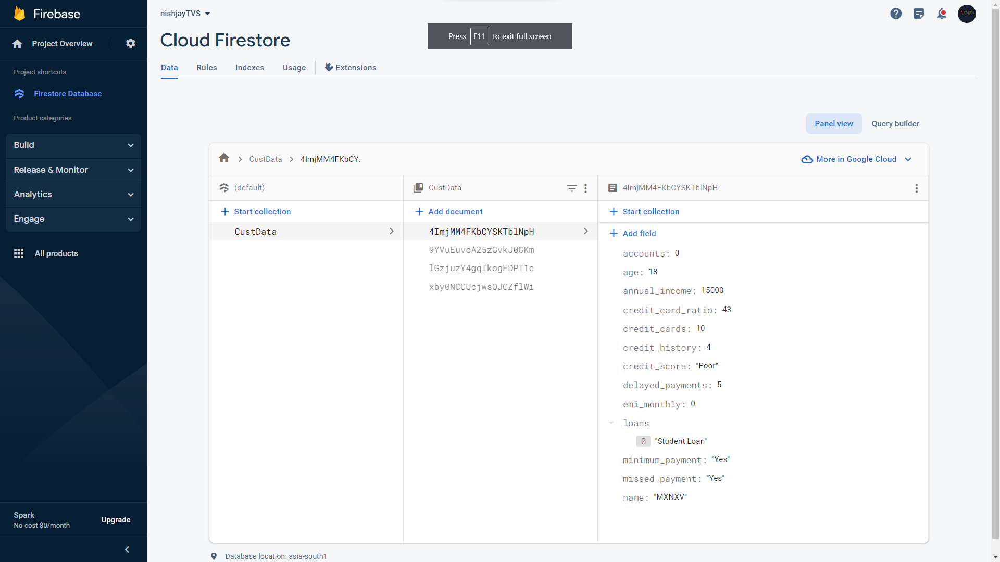 Firebase
Project Overview
Project shortcuts
Firestore Database
Product categories
Build
Release & Monitor
Analytics
Engage
All products
Spark
No-cost $0/month
Upgrade
nishjayTVS
Cloud Firestore
Press F11 to exit full screen
Data Rules Indexes Usage Extensions
Panel view Query builder
CustData 4ImjMM4FKbCY.
More in Google Cloud
(default)
Start collection
CustData
CustData
Add document
4ImjMM4FKbCYSKTblNpH
9YVuEuvoA25zGvkJ0GKm
lGzjuzY4gqIkogFDPT1c
xby0NCCUcjwsOJGZflWi
4ImjMM4FKbCYSKTblNpH
Start collection
Add field
accounts: 0
age: 18
annual_income: 15000
credit_card_ratio: 43
credit_cards: 10
credit_history: 4
credit_score: "Poor"
delayed_payments: 5
emi_monthly: 0
loans
0 "Student Loan"
minimum_payment: "Yes"
missed_payment: "Yes"
name: "MXNXV"
Database location: asia-south1